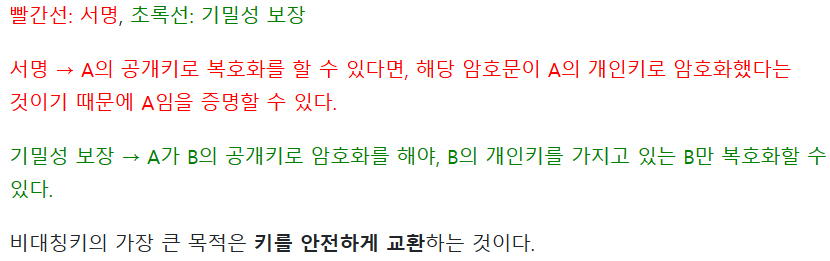 빨간선: 서명, 초록선: 기밀성 보장
서명 → A의 공개키로 복호화를 할 수 있다면, 해당 암호문이 A의 개인키로 암호화했다는
것이기 때문에 A임을 증명할 수 있다.
기밀성 보장 → A가 B의 공개키로 암호화를 해야, B의 개인키를 가지고 있는 B만 복호화할 수
있다.
비대칭키의 가장 큰 목적은 키를 안전하게 교환하는 것이다.